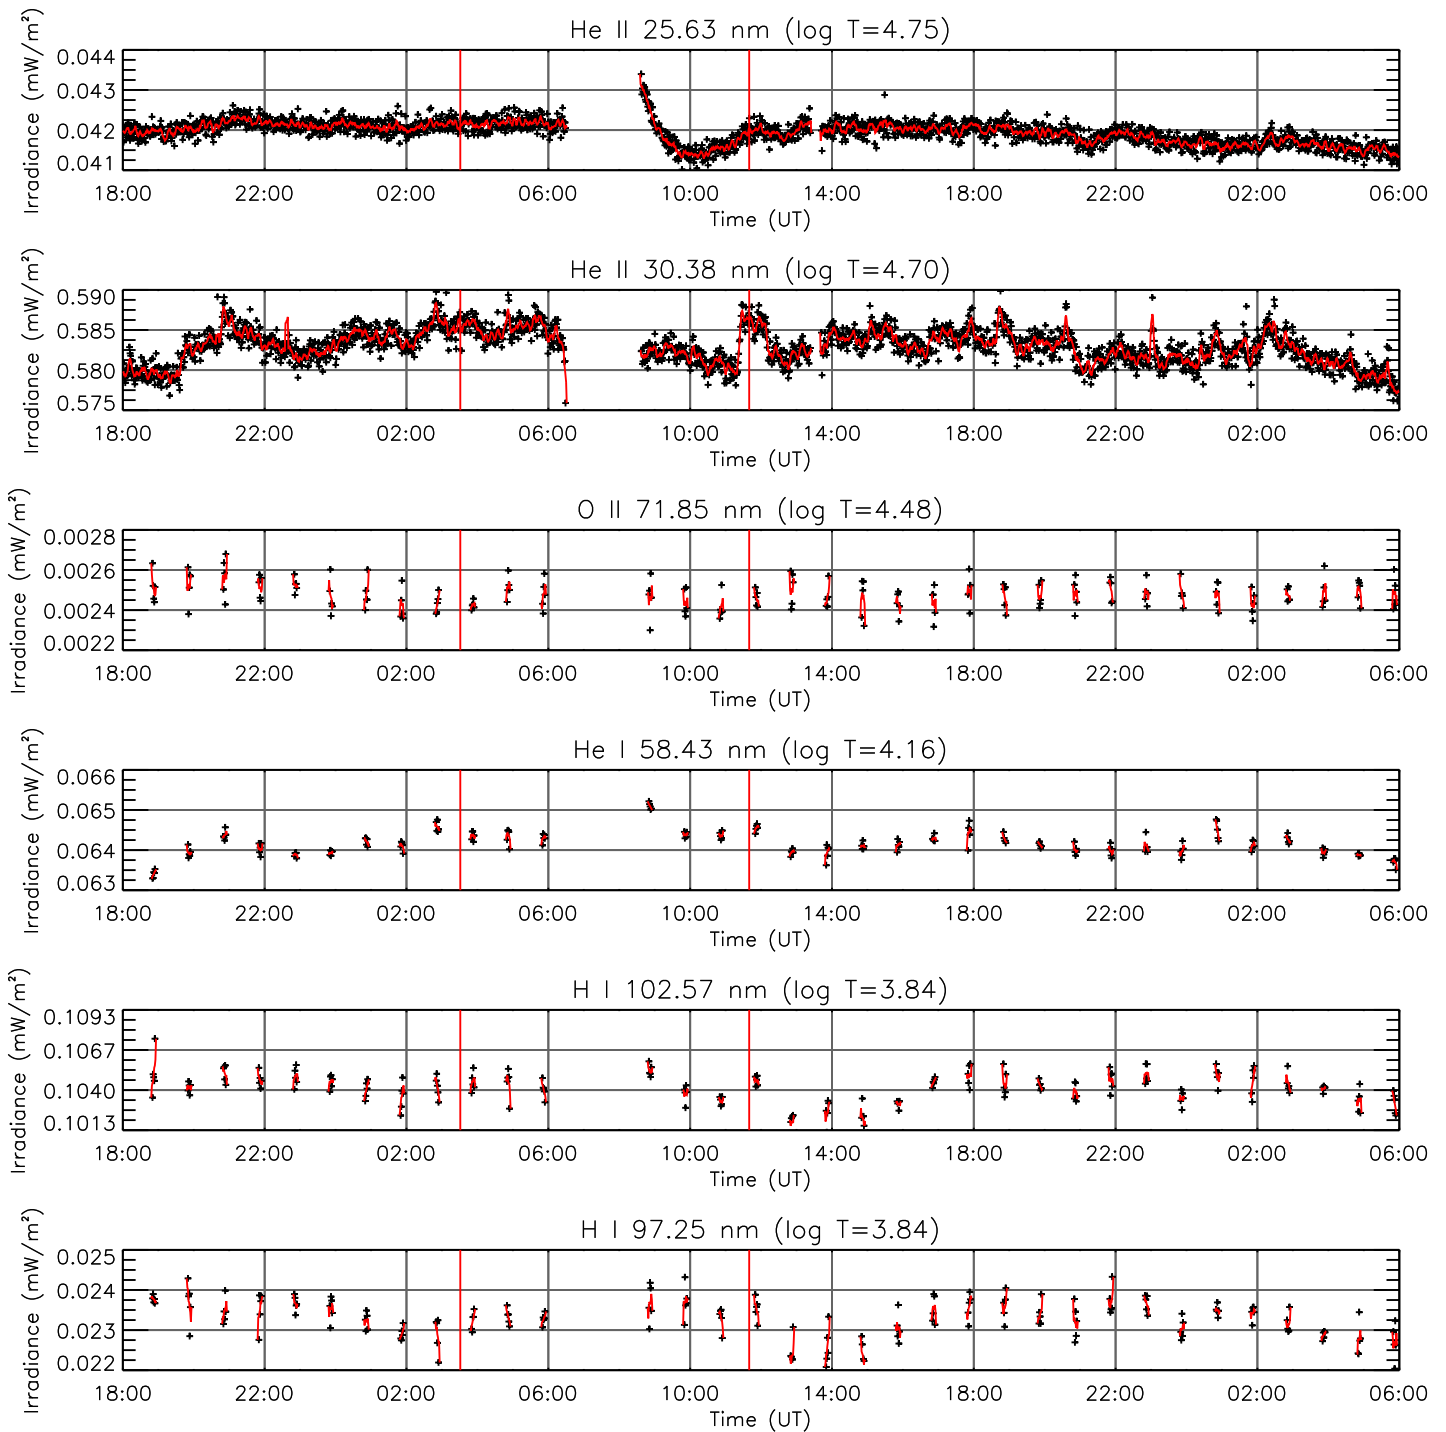 He II 25.63 nm (log T=4.75)
Irradiance (mW/m²)
0.044
0.043
0.042
0.041
18:00 22:00 02:00 06:00 10:00 14:00 18:00 22:00 02:00 06:00
Time (UT)
He II 30.38 nm (log T=4.70)
Irradiance (mW/m²)
0.590
0.585
0.580
0.575
18:00 22:00 02:00 06:00 10:00 14:00 18:00 22:00 02:00 06:00
Time (UT)
O II 71.85 nm (log T=4.48)
Irradiance (mW/m²)
0.0028
0.0026
0.0024
0.0022
18:00 22:00 02:00 06:00 10:00 14:00 18:00 22:00 02:00 06:00
Time (UT)
He I 58.43 nm (log T=4.16)
Irradiance (mW/m²)
0.066
0.065
0.064
0.063
18:00 22:00 02:00 06:00 10:00 14:00 18:00 22:00 02:00 06:00
Time (UT)
H I 102.57 nm (log T=3.84)
Irradiance (mW/m²)
0.1093
0.1067
0.1040
0.1013
18:00 22:00 02:00 06:00 10:00 14:00 18:00 22:00 02:00 06:00
Time (UT)
H I 97.25 nm (log T=3.84)
Irradiance (mW/m²)
0.025
0.024
0.023
0.022
18:00 22:00 02:00 06:00 10:00 14:00 18:00 22:00 02:00 06:00
Time (UT)